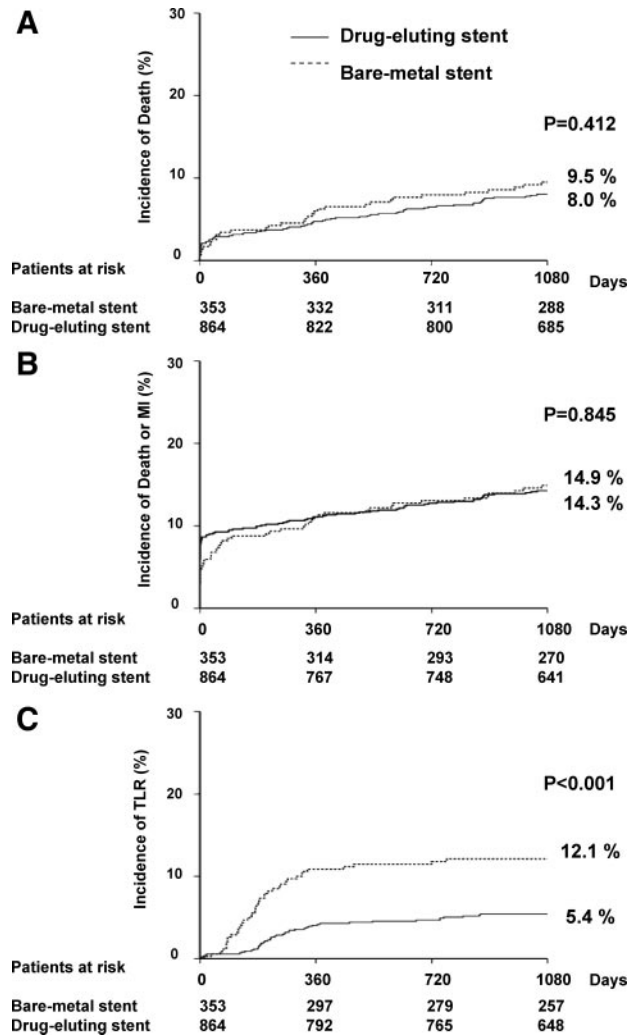 A
Incidence of Death (%)
30
20
10
0
Drug-eluting stent
Bare-metal stent
P=0.412
9.5 %
8.0 %
Patients at risk
0 360 720 1080 Days
Bare-metal stent 353 332 311 288
Drug-eluting stent 864 822 800 685
B
Incidence of Death or MI (%)
30
20
10
0
P=0.845
14.9 %
14.3 %
Patients at risk
0 360 720 1080 Days
Bare-metal stent 353 314 293 270
Drug-eluting stent 864 767 748 641
C
Incidence of TLR (%)
30
20
10
0
P<0.001
12.1 %
5.4 %
Patients at risk
0 360 720 1080 Days
Bare-metal stent 353 297 279 257
Drug-eluting stent 864 792 765 648